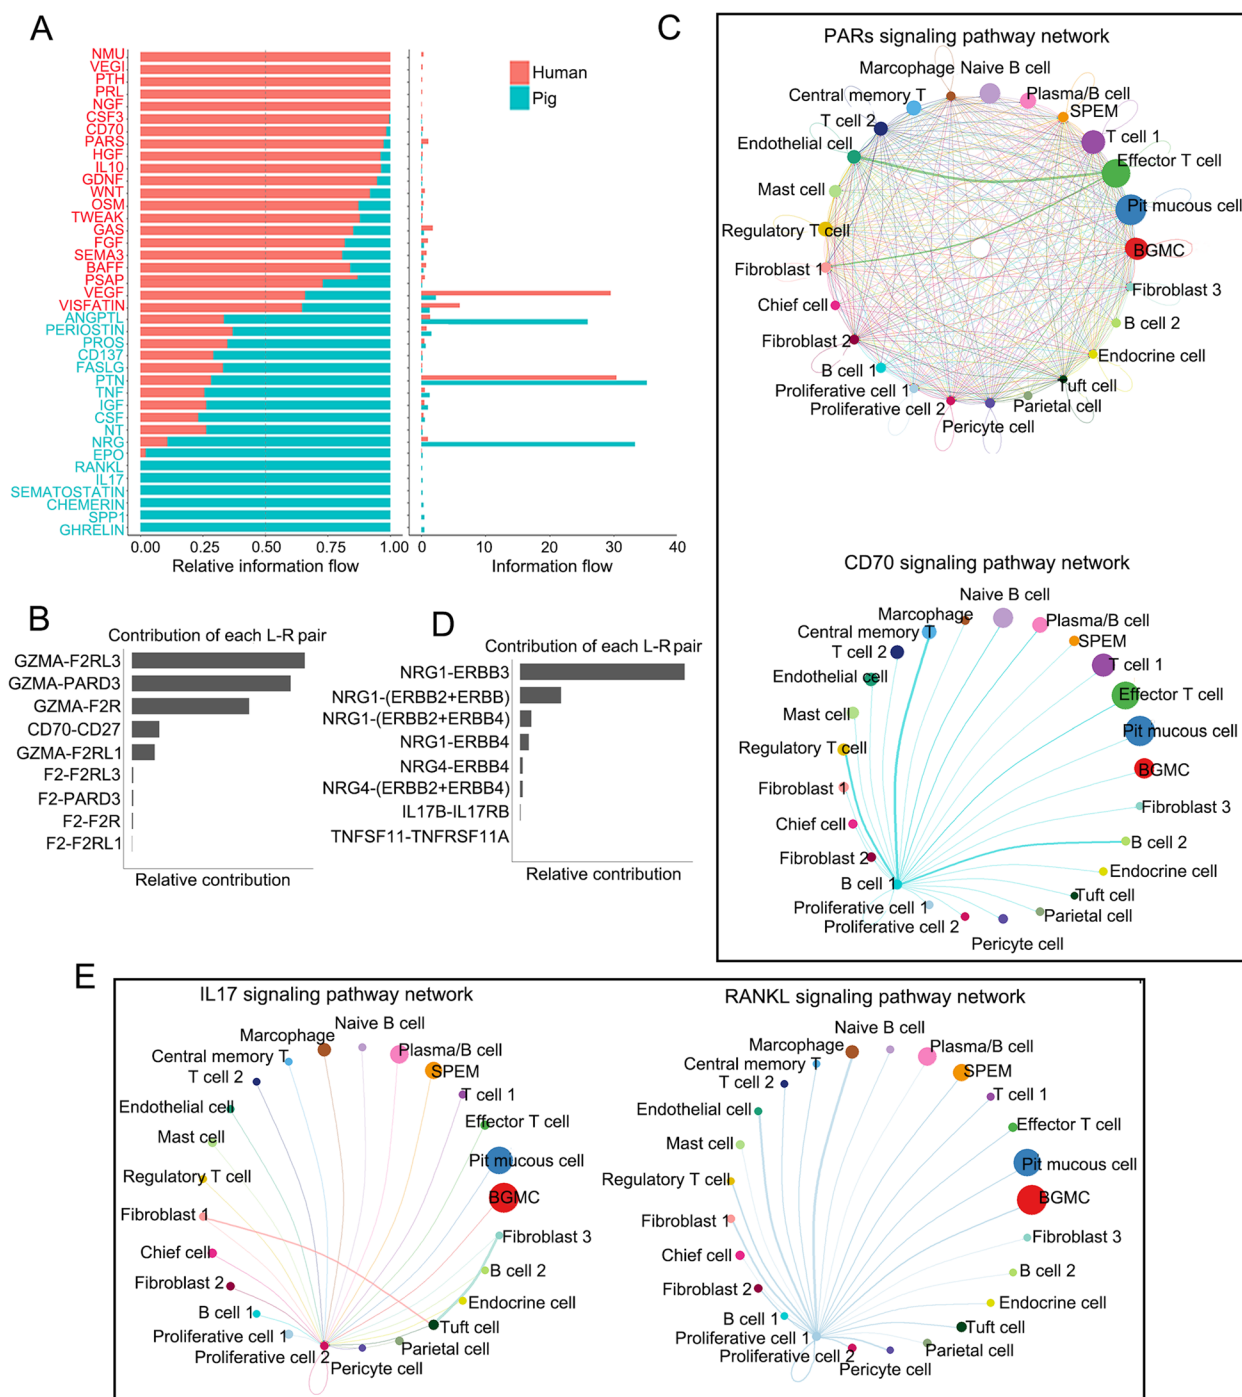 A
NMU
VEGI
PTH
PRL
NGF
CSF3
CD70
PARS
HGF
IL10
GDNF
WNT
OSM
TWEAK
GAS
FGF
SEMA3
BAFF
PSAP
VEGF
VISFATIN
ANGPTL
PERIOSTIN
PROS
CD137
FASLG
PTN
TNF
IGF
CSF
NT
NRG
EPO
RANKL
IL17
SEMATOSTATIN
CHEMERIN
SPP1
GHRELIN
0.00 0.25 0.50 0.75 1.00
Relative information flow
0 10 20 30 40
Information flow
Human
Pig
B
Contribution of each L-R pair
GZMA-F2RL3
GZMA-PARD3
GZMA-F2R
CD70-CD27
GZMA-F2RL1
F2-F2RL3
F2-PARD3
F2-F2R
F2-F2RL1
Relative contribution
C
PARs signaling pathway network
Marcophage
Naive B cell
Plasma/B cell
SPEM
T cell 1
Effector T cell
Pit mucous cell
BGMC
Fibroblast 3
B cell 2
Endocrine cell
Tuft cell
Parietal cell
Pericyte cell
Proliferative cell 2
Proliferative cell 1
B cell 1
Fibroblast 2
Chief cell
Fibroblast 1
Regulatory T cell
Mast cell
Endothelial cell
T cell 2
Central memory T
CD70 signaling pathway network
Naive B cell
Marcophage
Plasma/B cell
Central memory T
SPEM
T cell 2
T cell 1
Endothelial cell
Effector T cell
Mast cell
Pit mucous cell
Regulatory T cell
BGMC
Fibroblast 1
Fibroblast 3
Chief cell
B cell 2
Fibroblast 2
Endocrine cell
B cell 1
Tuft cell
Proliferative cell 1
Parietal cell
Proliferative cell 2
Pericyte cell
D
Contribution of each L-R pair
NRG1-ERBB3
NRG1-(ERBB2+ERBB)
NRG1-(ERBB2+ERBB4)
NRG1-ERBB4
NRG4-ERBB4
NRG4-(ERBB2+ERBB4)
IL17B-IL17RB
TNFSF11-TNFRSF11A
Relative contribution
E
IL17 signaling pathway network
Naive B cell
Marcophage
Plasma/B cell
Central memory T
SPEM
T cell 2
T cell 1
Endothelial cell
Effector T cell
Mast cell
Pit mucous cell
Regulatory T cell
BGMC
Fibroblast 1
Fibroblast 3
Chief cell
B cell 2
Fibroblast 2
Endocrine cell
B cell 1
Tuft cell
Proliferative cell 1
Parietal cell
Proliferative cell 2
Pericyte cell
RANKL signaling pathway network
Naive B cell
Marcophage
Plasma/B cell
Central memory T
SPEM
T cell 2
T cell 1
Endothelial cell
Effector T cell
Mast cell
Pit mucous cell
Regulatory T cell
BGMC
Fibroblast 1
Fibroblast 3
Chief cell
B cell 2
Fibroblast 2
Endocrine cell
B cell 1
Tuft cell
Proliferative cell 1
Parietal cell
Proliferative cell 2
Pericyte cell